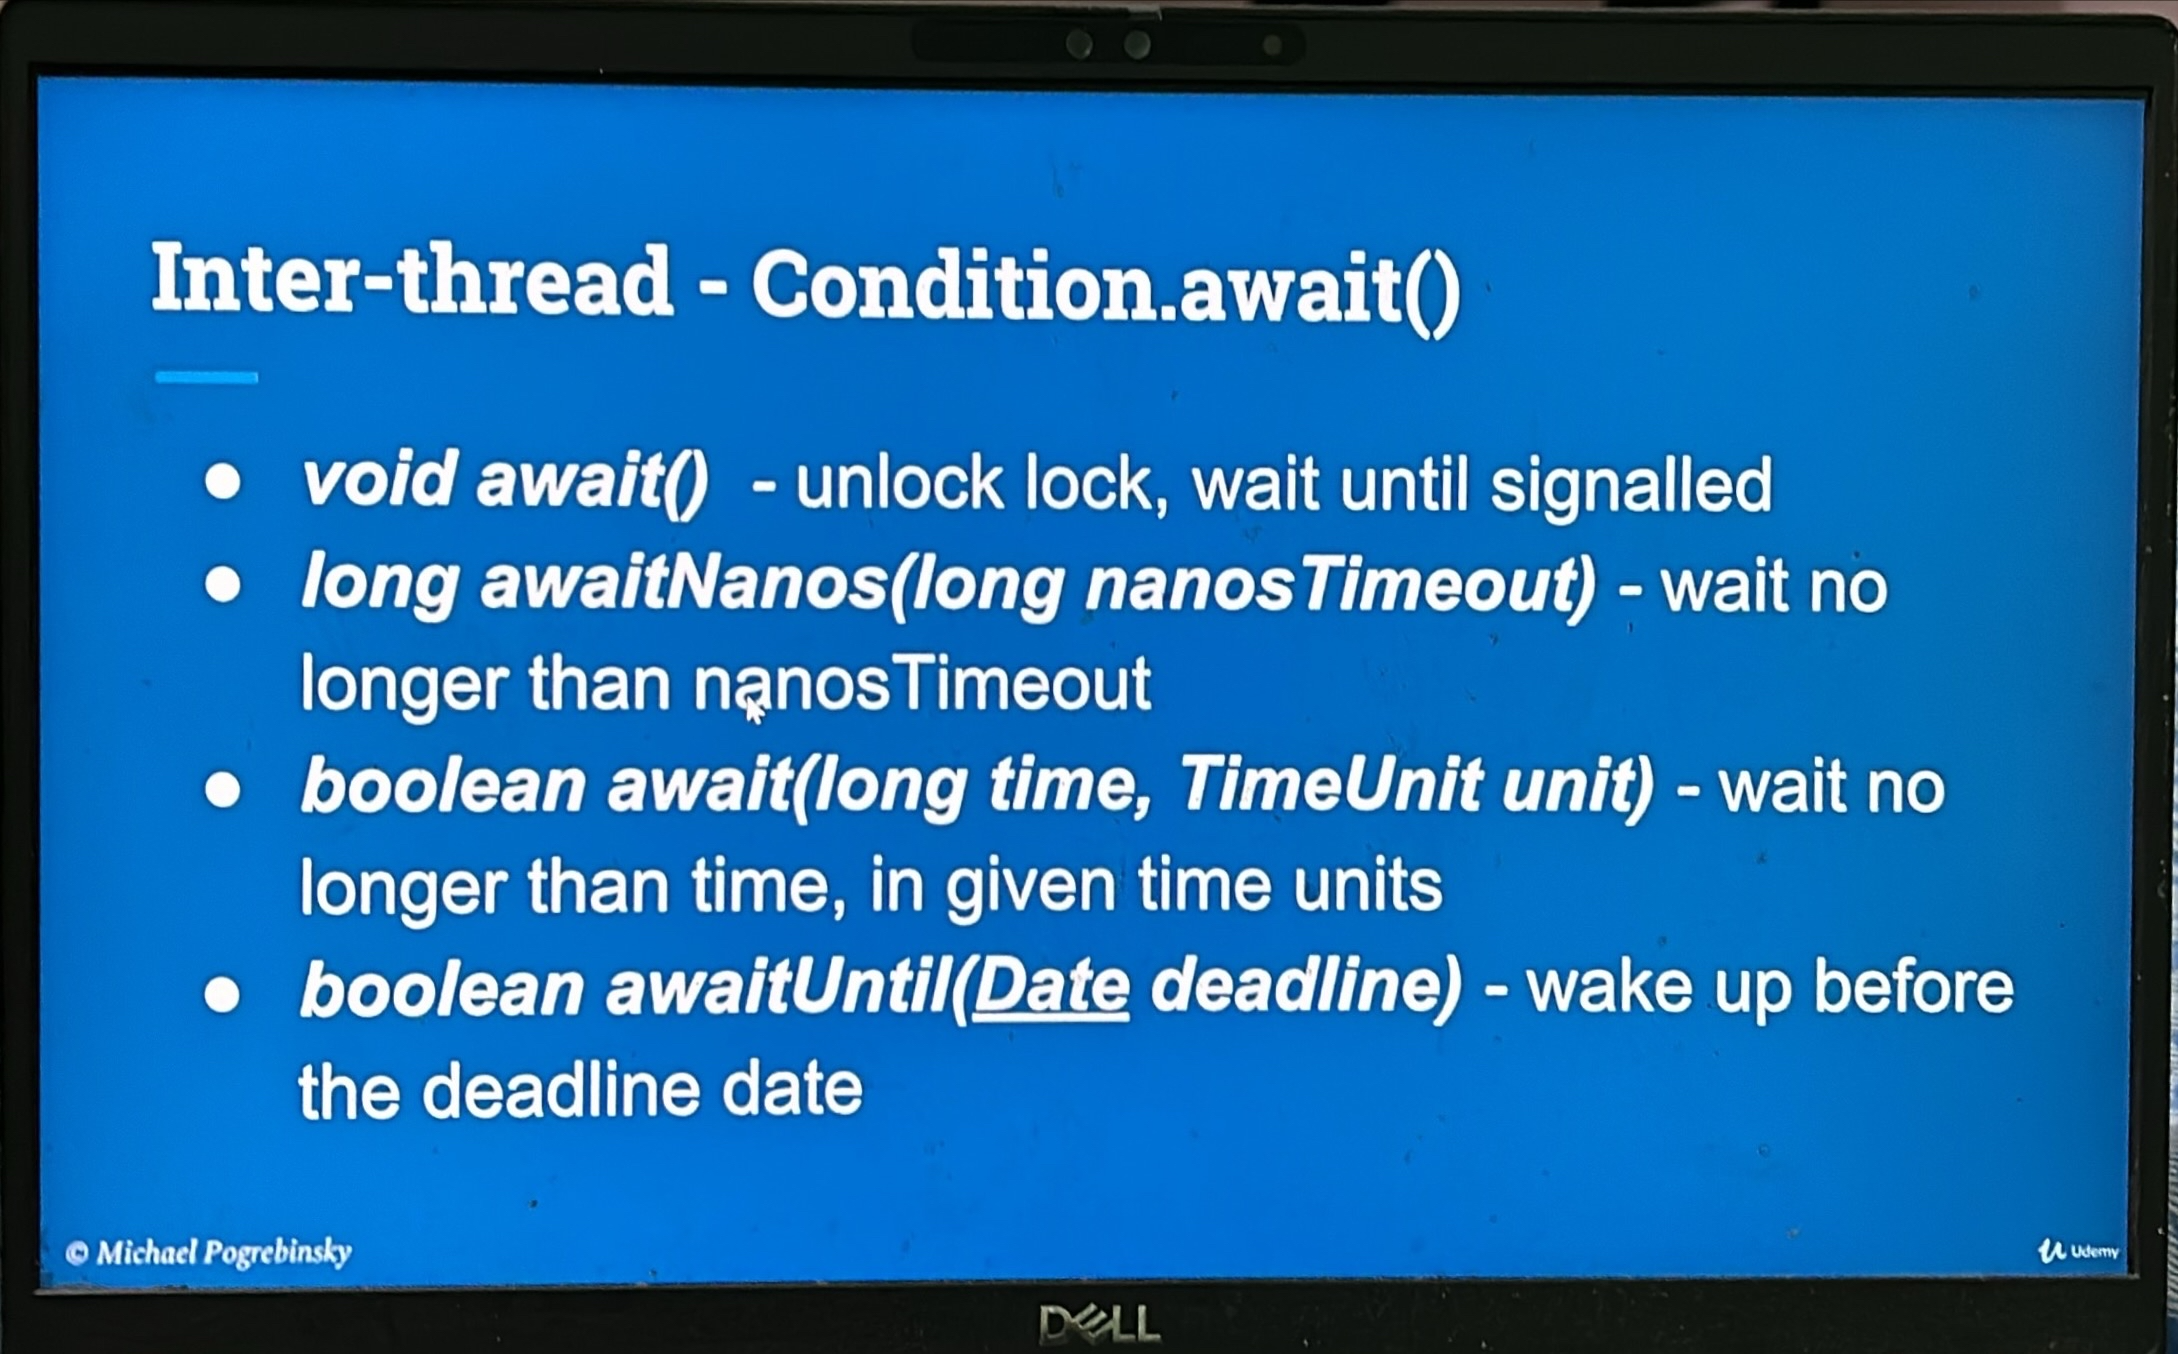 Inter-thread - Condition.await()
● void await()  - unlock lock, wait until signalled
● long awaitNanos(long nanosTimeout) - wait no
longer than nanosTimeout
● boolean await(long time, TimeUnit unit) - wait no
longer than time, in given time units
● boolean awaitUntil(Date deadline) - wake up before
the deadline date
© Michael Pogrebinsky
Udemy
DELL